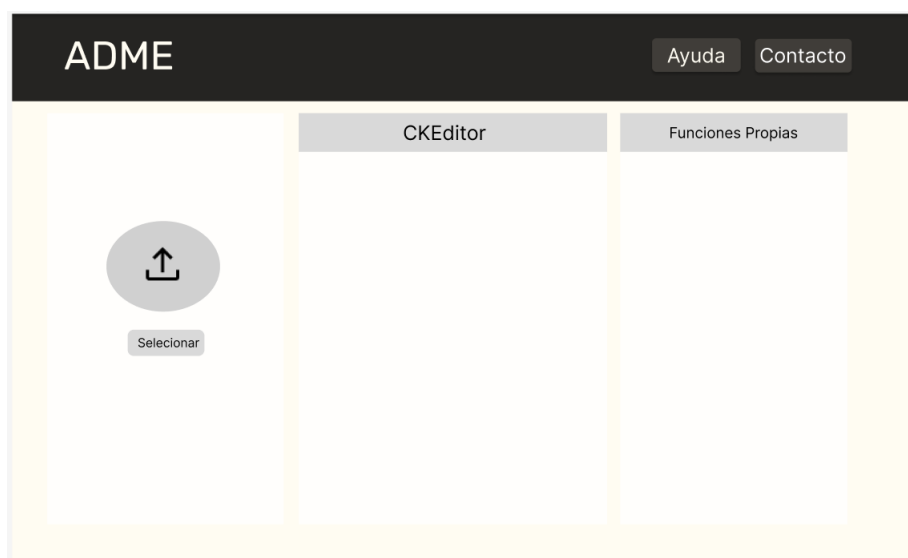 ADME
Ayuda
Contacto
CKEditor
Funciones Propias
Selecionar